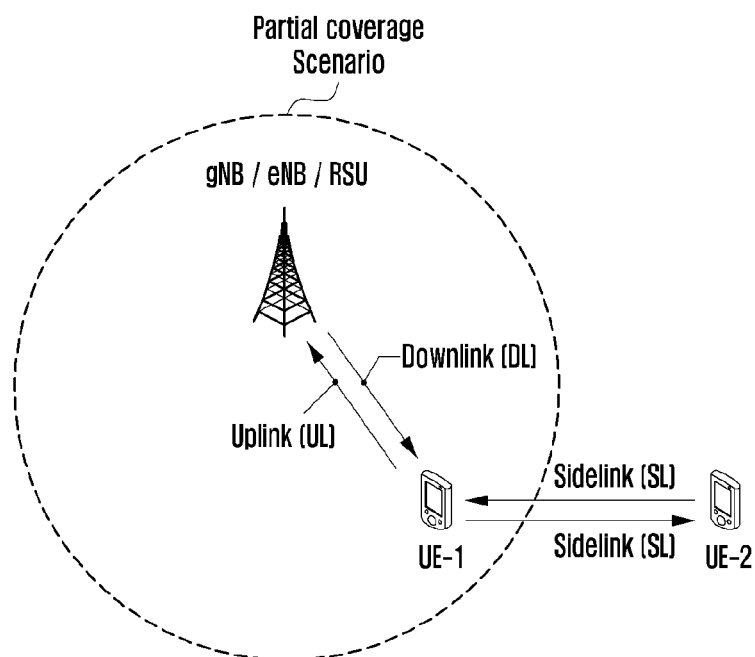 Partial coverage
Scenario
gNB / eNB / RSU
Downlink (DL)
Uplink (UL)
Sidelink (SL)
Sidelink (SL)
UE-1
UE-2